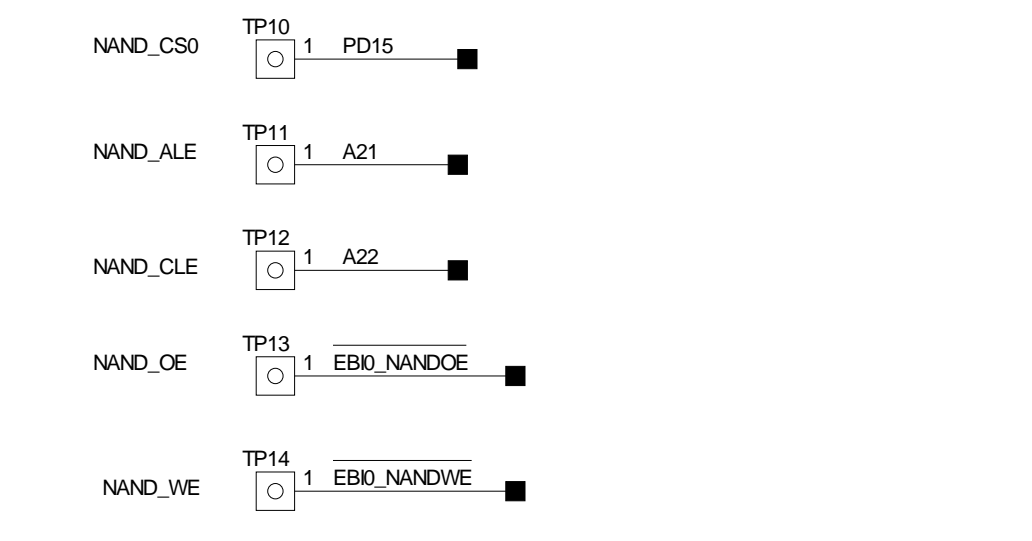 TP10
NAND_CS0 1 PD15
TP11
NAND_ALE 1 A21
TP12
NAND_CLE 1 A22
TP13
NAND_OE 1 EBI0_NANDOE
TP14
NAND_WE 1 EBI0_NANDWE